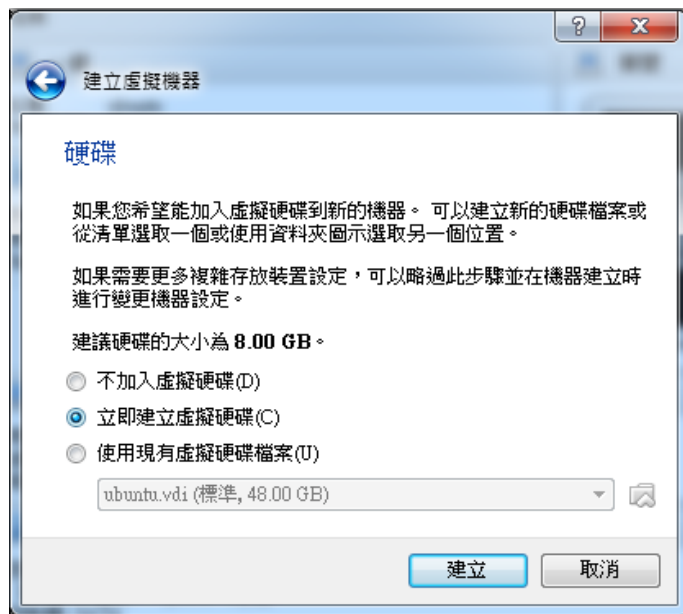 建立虛擬機器
硬碟
如果您希望能加入虛擬硬碟到新的機器。 可以建立新的硬碟檔案或
從清單選取一個或使用資料夾圖示選取另一個位置。
如果需要更多複雜存放裝置設定，可以略過此步驟並在機器建立時
進行變更機器設定。
建議硬碟的大小為 8.00 GB。
不加入虛擬硬碟(D)
立即建立虛擬硬碟(C)
使用現有虛擬硬碟檔案(U)
ubuntu.vdi (標準, 48.00 GB)
建立
取消